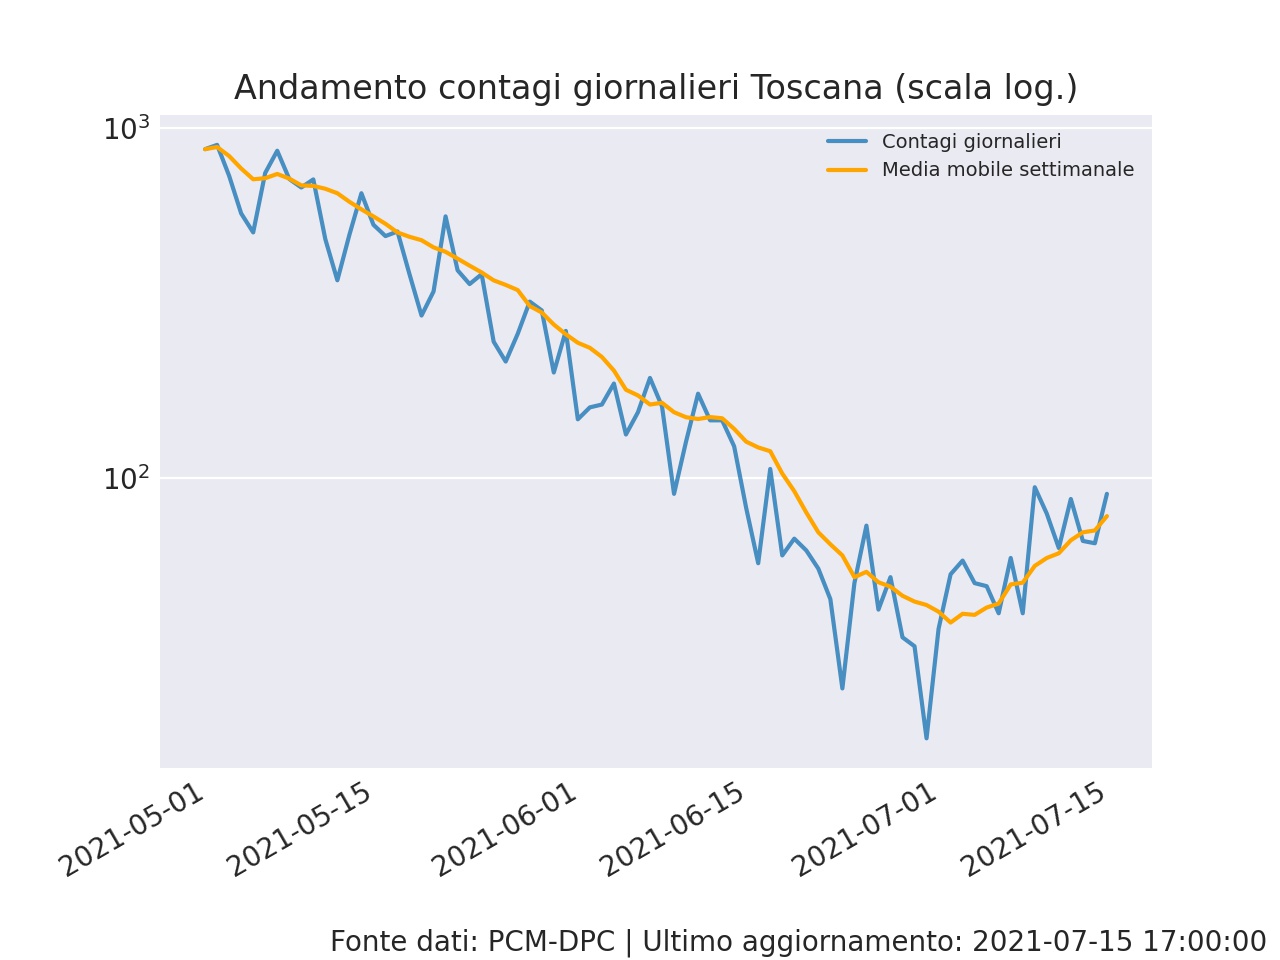 Andamento contagi giornalieri Toscana (scala log.)
10³
Contagi giornalieri
Media mobile settimanale
10²
2021-05-01
2021-05-15
2021-06-01
2021-06-15
2021-07-01
2021-07-15
Fonte dati: PCM-DPC | Ultimo aggiornamento: 2021-07-15 17:00:00